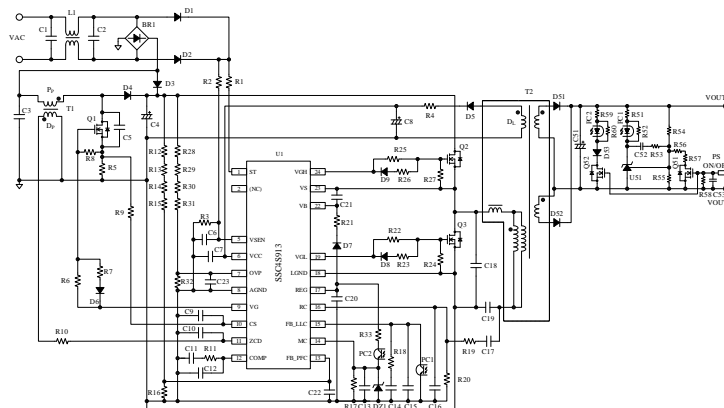 L1
C1
C2
VAC
BR1
D1
D2
D3
R2
R1
C3
Pp
T1
Dp
D4
Q1
C5
R8
R5
C4
R12
R13
R14
R15
R28
R29
R30
R31
R9
R3
C6
C7
R6
R7
D6
R10
R32
C23
C9
C10
C11
R11
C12
R16
U1
SSC4S913
1 ST
2 (NC)
5 VSEN
6 VCC
7 OVP
8 AGND
9 VG
10 CS
11 ZCD
12 COMP
VGH 24
VS 23
VB 22
VGL 19
LGND 18
REG 17
RC 16
FB_LLC 15
MC 14
FB_PFC 13
C8
R4
D5
T2
DL
R25
D9
R26
R27
Q2
C21
R21
D7
R22
D8
R23
R24
Q3
C20
C18
C19
R19
C17
R20
R33
PC2
R18
PC1
C22
R17
C13
DZ1
C14
C15
C16
D51
D52
C51
PC2
R59
R60
D53
Q52
PC1
R51
R52
C52
R53
U51
R54
R55
R56
Q51
R57
R58
C53
PS
ON/OFF